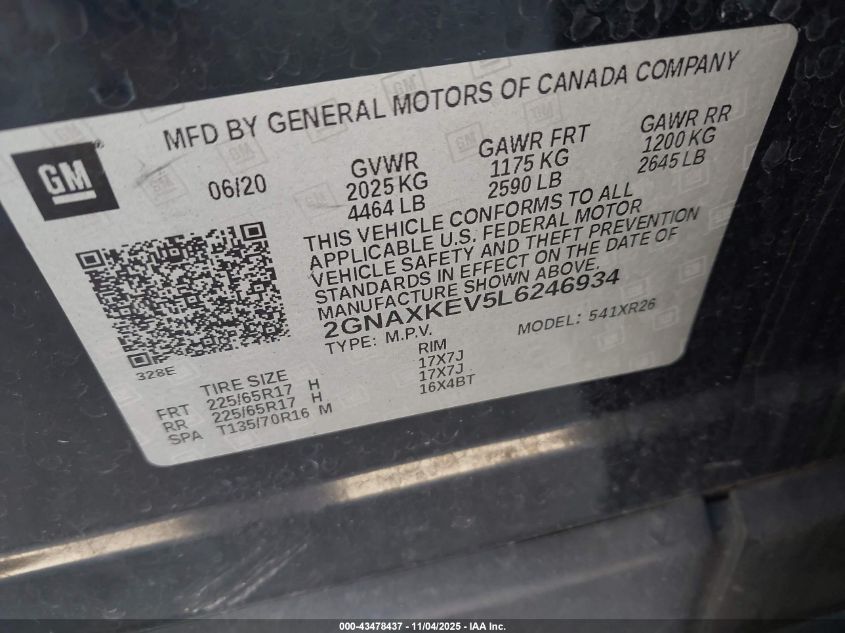 MFD BY GENERAL MOTORS OF CANADA COMPANY
GM
06/20
GVWR
2025 KG
4464 LB
GAWR FRT
1175 KG
2590 LB
GAWR RR
1200 KG
2645 LB
THIS VEHICLE CONFORMS TO ALL
APPLICABLE U.S. FEDERAL MOTOR
VEHICLE SAFETY AND THEFT PREVENTION
STANDARDS IN EFFECT ON THE DATE OF
MANUFACTURE SHOWN ABOVE.
2GNAXKEV5L6246934
TYPE: M.P.V.
MODEL: 541XR26
328E
TIRE SIZE
RIM
FRT 225/65R17 H 17X7J
RR 225/65R17 H 17X7J
SPA T135/70R16 M 16X4BT
000-43478437 - 11/04/2025 - IAA Inc.